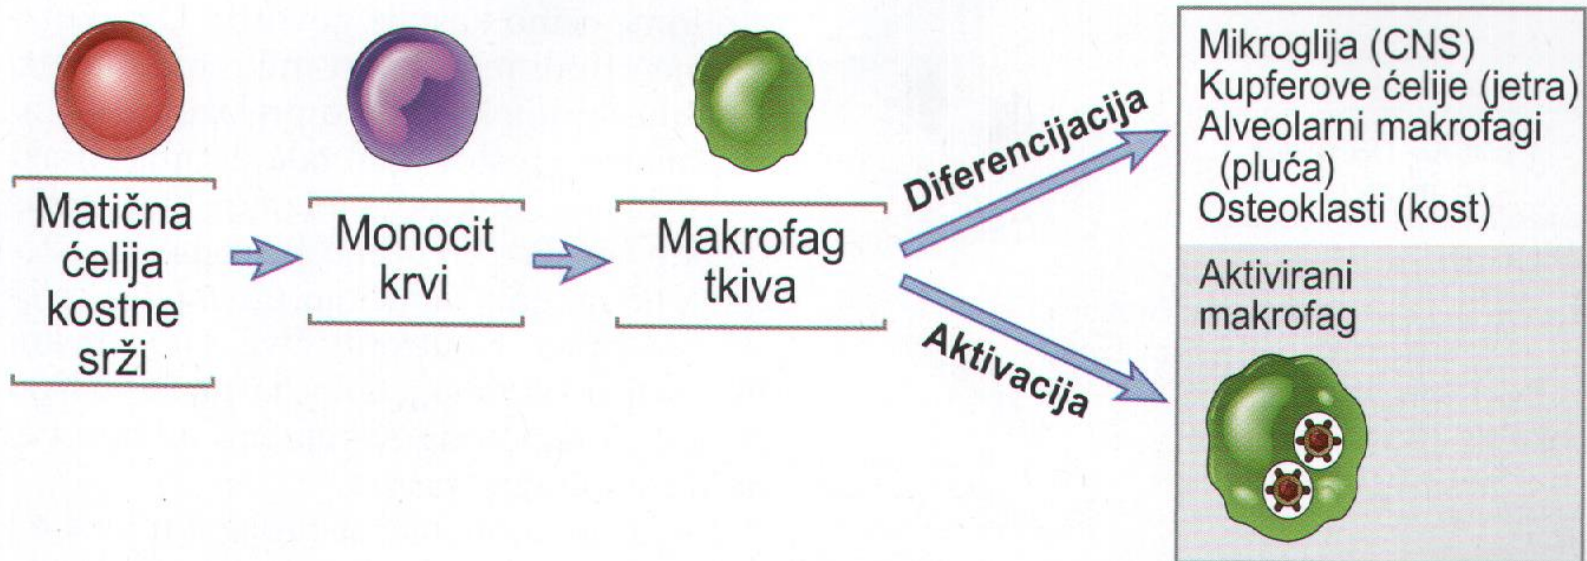 Matična
ćelija
kostne
srži
Monocit
krvi
Makrofag
tkiva
Diferencijacija
Aktivacija
Mikroglija (CNS)
Kupferove ćelije (jetra)
Alveolarni makrofagi
(pluća)
Osteoklasti (kost)
Aktivirani
makrofag